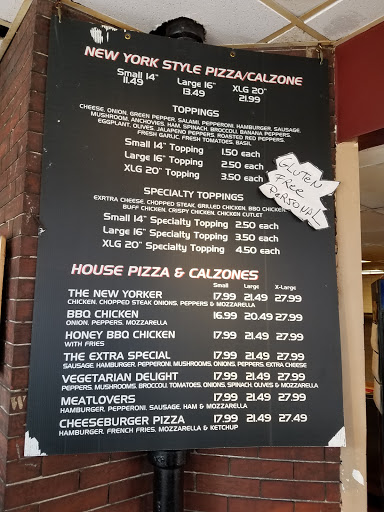 NEW YORK STYLE PIZZA/CALZONE
Small 14" Large 16" XLG 20"
11.49 13.49 21.99
TOPPINGS
CHEESE, ONION, GREEN PEPPER, SALAMI, PEPPERONI, HAMBURGER, SAUSAGE,
MUSHROOM, ANCHOVIES, HAM, SPINACH, BROCCOLI, BANANA PEPPERS,
EGGPLANT, OLIVES, JALAPENO PEPPERS, ROASTED RED PEPPERS,
FRESH GARLIC, FRESH TOMATOES, BASIL
Small 14" Topping 1.50 each
Large 16" Topping 2.50 each
XLG 20" Topping 3.50 each
GLUTEN
FREE
PERSONAL
SPECIALTY TOPPINGS
EXRTRA CHEESE, CHOPPED STEAK, GRILLED CHICKEN, BBQ CHICKEN
BUFF CHICKEN, CRISPY CHICKEN, CHICKEN CUTLET
Small 14" Specialty Topping 2.50 each
Large 16" Specialty Topping 3.50 each
XLG 20" Specialty Topping 4.50 each
HOUSE PIZZA & CALZONES
Small Large X-Large
THE NEW YORKER 17.99 21.49 27.99
CHICKEN, CHOPPED STEAK, ONIONS, PEPPERS & MOZZARELLA
BBQ CHICKEN 16.99 20.49 27.99
ONION, PEPPERS, MOZZARELLA
HONEY BBQ CHICKEN 17.99 21.49 27.99
WITH FRIES
THE EXTRA SPECIAL 17.99 21.49 27.99
SAUSAGE, HAMBURGER, PEPPERONI, MUSHROOMS, ONIONS, PEPPERS, EXTRA CHEESE
VEGETARIAN DELIGHT 17.99 21.49 27.99
PEPPERS, MUSHROOMS, BROCCOLI, TOMATOES, ONIONS, SPINACH, OLIVES & MOZZARELLA
MEATLOVERS 17.99 21.49 27.99
HAMBURGER, PEPPERONI, SAUSAGE, HAM & MOZZARELLA
CHEESEBURGER PIZZA 17.99 21.49 27.49
HAMBURGER, FRENCH FRIES, MOZZARELLA & KETCHUP